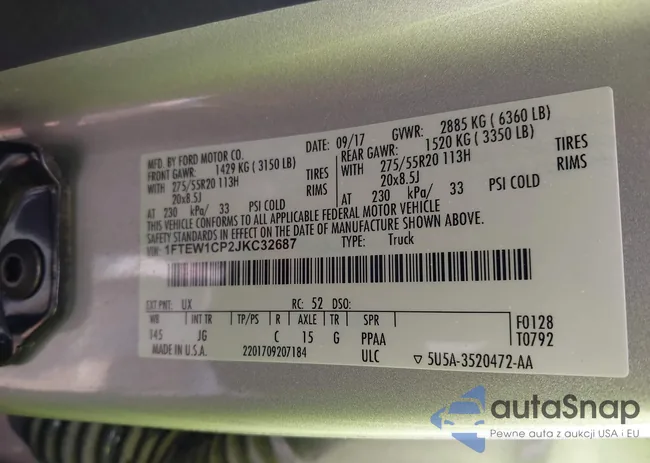 MFD. BY FORD MOTOR CO. DATE: 09/17 GVWR: 2885 KG ( 6360 LB)
FRONT GAWR: 1429 KG ( 3150 LB) REAR GAWR: 1520 KG ( 3350 LB)
WITH 275/55R20 113H TIRES WITH 275/55R20 113H TIRES
20x8.5J RIMS 20x8.5J RIMS
AT 230 kPa/ 33 PSI COLD AT 230 kPa/ 33 PSI COLD
THIS VEHICLE CONFORMS TO ALL APPLICABLE FEDERAL MOTOR VEHICLE
SAFETY STANDARDS IN EFFECT ON THE DATE OF MANUFACTURE SHOWN ABOVE.
VIN: 1FTEW1CP2JKC32687 TYPE: Truck
EXT PNT: UX RC: 52 DSO:
WB INT TR TP/PS R AXLE TR SPR F0128
145 JG C 15 G PPAA T0792
MADE IN U.S.A. 2201709207184 ULC ▽ 5U5A-3520472-AA
autaSnap
Pewne auta z aukcji USA i EU